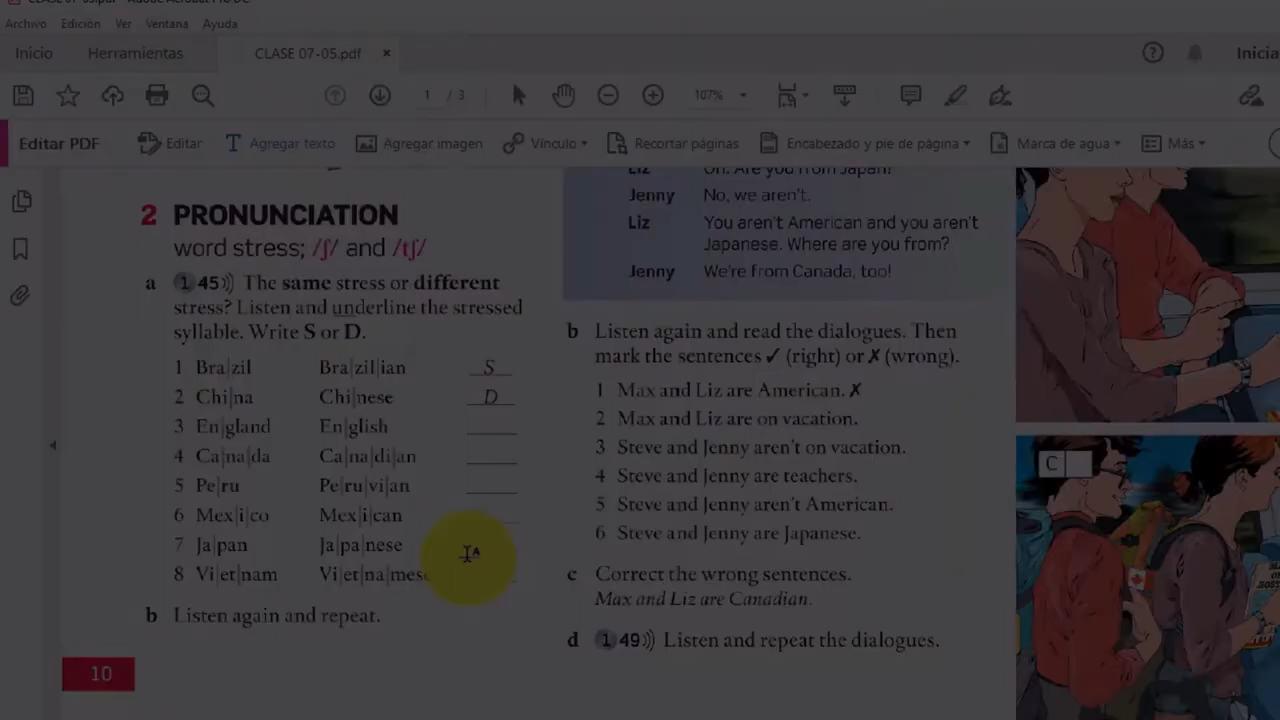 Archivo Edición Ver Ventana Ayuda
Inicio Herramientas CLASE 07-05.pdf × ? Inicia
1 / 3 107%
Editar PDF Editar Agregar texto Agregar imagen Vínculo Recortar páginas Encabezado y pie de página Marca de agua Más
2 PRONUNCIATION
word stress; /ʃ/ and /tʃ/
a 1 45 The same stress or different
stress? Listen and underline the stressed
syllable. Write S or D.
1 Bra|zil Bra|zil|ian S
2 Chi|na Chi|nese D
3 En|gland En|glish
4 Ca|na|da Ca|na|di|an
5 Pe|ru Pe|ru|vi|an
6 Mex|i|co Mex|i|can
7 Ja|pan Ja|pa|nese
8 Vi|et|nam Vi|et|na|mese
b Listen again and repeat.
10
Liz Oh. Are you from Japan?
Jenny No, we aren't.
Liz You aren't American and you aren't
Japanese. Where are you from?
Jenny We're from Canada, too!
b Listen again and read the dialogues. Then
mark the sentences ✓ (right) or ✗ (wrong).
1 Max and Liz are American. ✗
2 Max and Liz are on vacation.
3 Steve and Jenny aren't on vacation.
4 Steve and Jenny are teachers.
5 Steve and Jenny aren't American.
6 Steve and Jenny are Japanese.
c Correct the wrong sentences.
Max and Liz are Canadian.
d 1 49 Listen and repeat the dialogues.
C